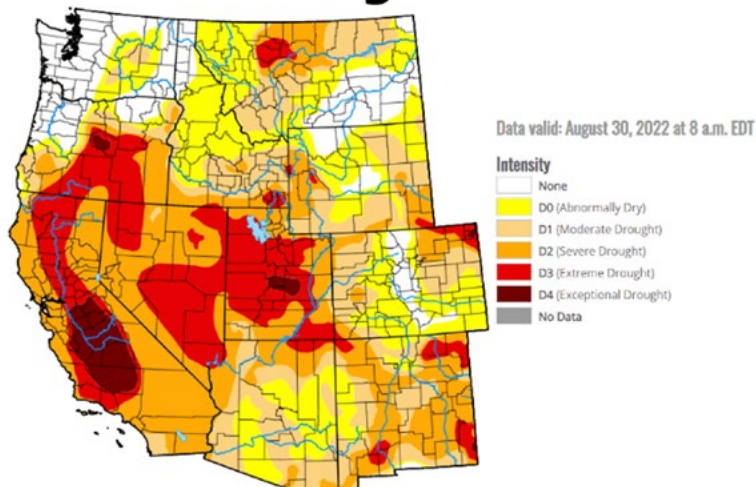 Data valid: August 30, 2022 at 8 a.m. EDT
Intensity
None
D0 (Abnormally Dry)
D1 (Moderate Drought)
D2 (Severe Drought)
D3 (Extreme Drought)
D4 (Exceptional Drought)
No Data